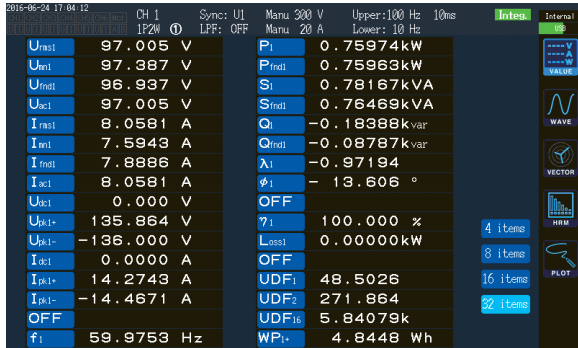 2016-06-24 17:04:12
CH 1 Sync: U1 Manu 300 V Upper:100 Hz 10ms Integ. Internal
1P2W ① LPF: OFF Manu 20 A Lower: 10 Hz USB
Urms1 97.005 V P1 0.75974kW
Umn1 97.387 V Pfnd1 0.75963kW
VALUE
Ufnd1 96.937 V S1 0.78167kVA
Uac1 97.005 V Sfnd1 0.76469kVA
Irms1 8.0581 A Q1 -0.18388kvar
WAVE
Imn1 7.5943 A Qfnd1 -0.08787kvar
Ifnd1 7.8886 A λ1 -0.97194
Iac1 8.0581 A ϕ1 - 13.606 °
VECTOR
Udc1 0.000 V OFF
Upk1+ 135.864 V η1 100.000 %
HRM
4 items
Upk1- -136.000 V Loss1 0.00000kW
Idc1 0.0000 A OFF
8 items
Ipk1+ 14.2743 A UDF1 48.5026
16 items
PLOT
Ipk1- -14.4671 A UDF2 271.864
32 items
OFF UDF16 5.84079k
f1 59.9753 Hz WP1+ 4.8448 Wh